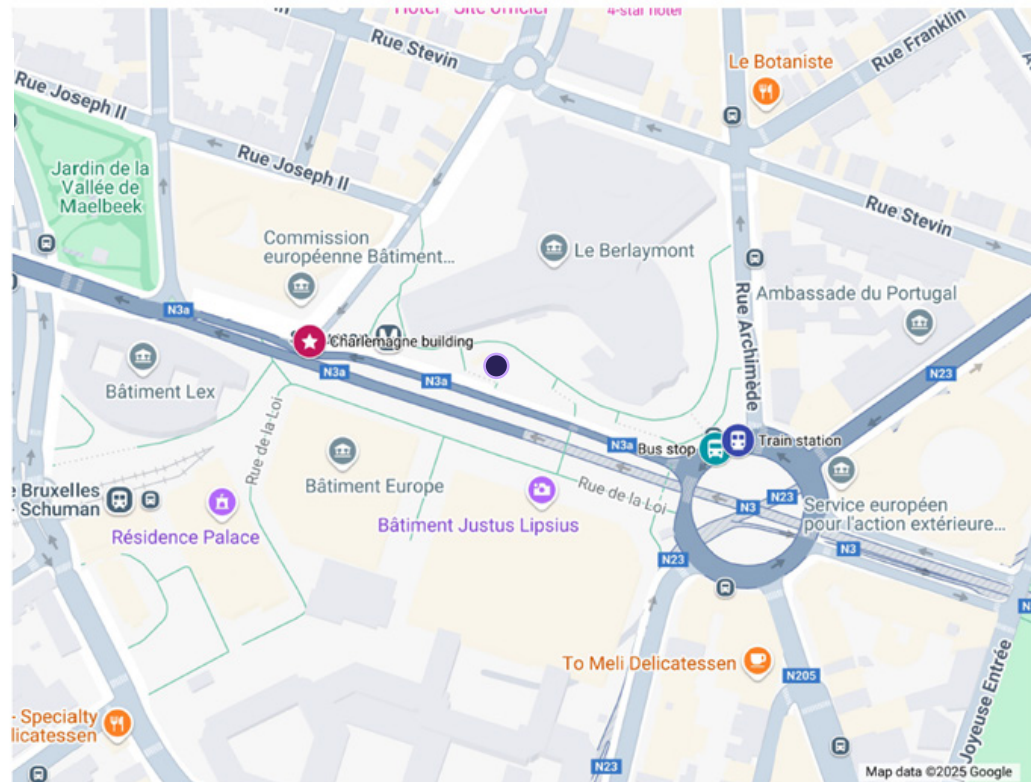 Hotel - Site officiel
4-star hotel
Rue Stevin
Le Botaniste
Rue Franklin
Rue Joseph II
Rue Joseph II
Jardin de la
Vallée de
Maelbeek
Commission
européenne Bâtiment...
Le Berlaymont
Rue Stevin
Ambassade du Portugal
Rue Archimède
N3a
Charlemagne building
N3a
N3a
N23
Bâtiment Lex
Rue de la Loi
N3a
Bus stop
Train station
Bâtiment Europe
Bruxelles
- Schuman
Résidence Palace
Bâtiment Justus Lipsius
Rue de la Loi
N23
N3
Service européen
pour l'action extérieure...
N3
N23
To Meli Delicatessen
N205
- Specialty
Joyeuse Entrée
N23
Map data ©2025 Google